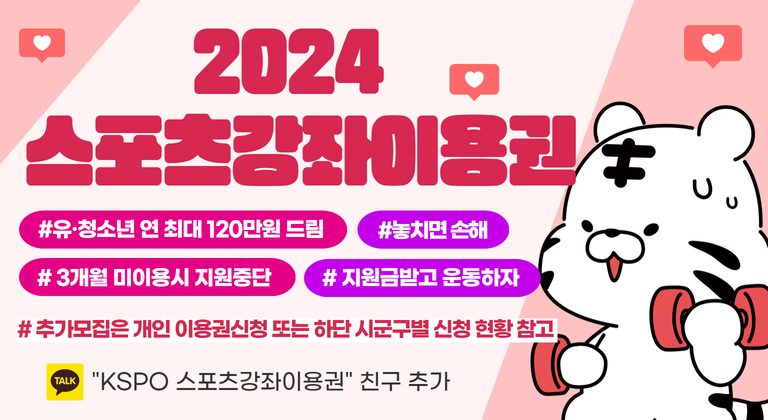 2024
스포츠강좌이용권
#유·청소년 연 최대 120만원 드림
#놓치면 손해
# 3개월 미이용시 지원중단
# 지원금받고 운동하자
# 추가모집은 개인 이용권신청 또는 하단 시군구별 신청 현황 참고
TALK
"KSPO 스포츠강좌이용권" 친구 추가